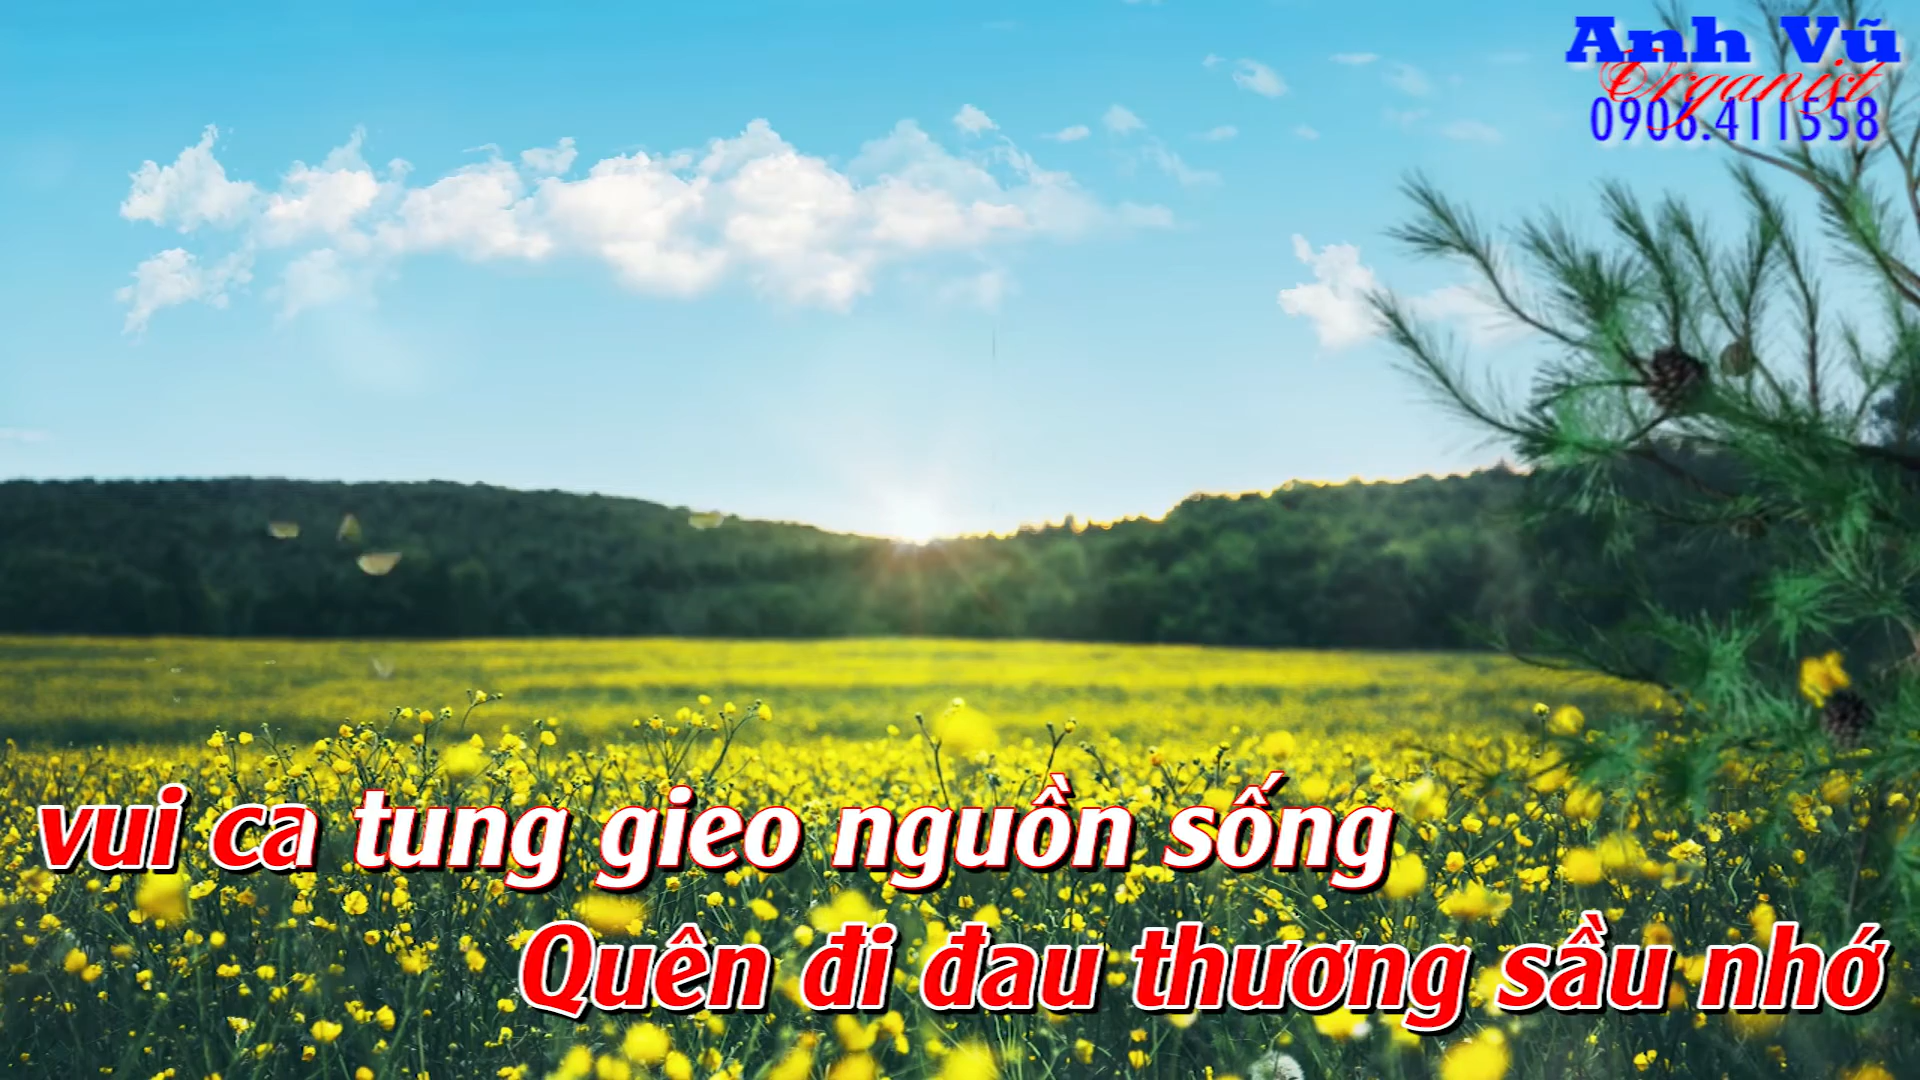 Anh Vũ
Organist
0906.411558
vui ca tung gieo nguồn sống
Quên đi đau thương sầu nhớ